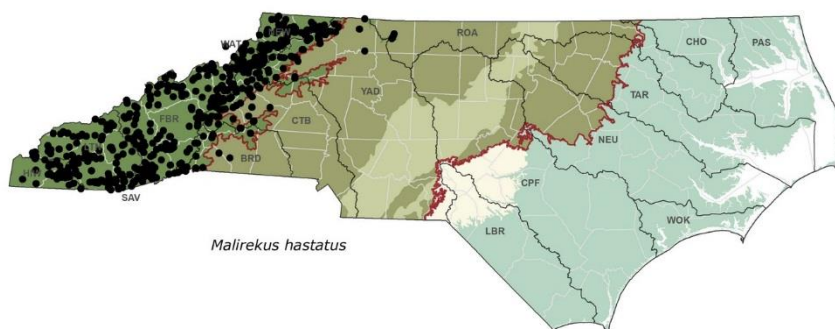 NEW
WAT
ROA
CHO
PAS
TAR
YAD
FBR
CTB
NEU
BRD
CPF
SAV
WOK
LBR
Malirekus hastatus